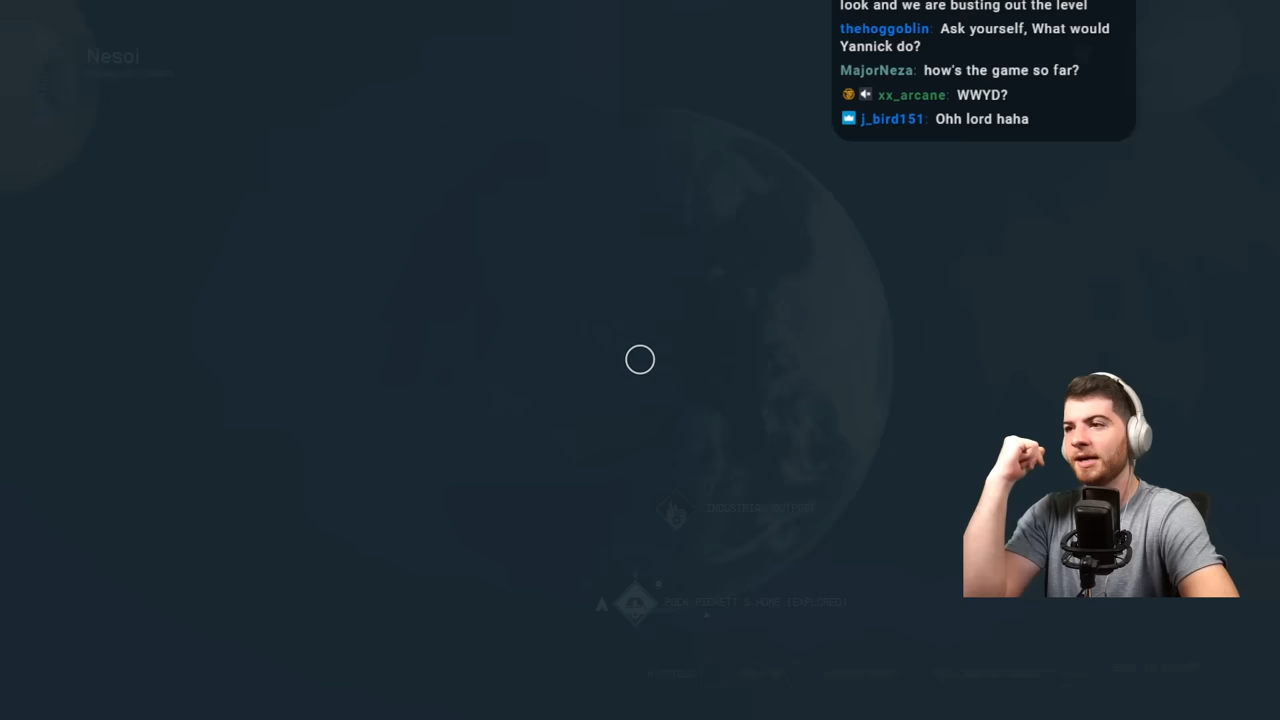 look and we are busting out the level
thehoggoblin: Ask yourself, What would
Yannick do?
MajorNeza: how's the game so far?
xx_arcane: WWYD?
j_bird151: Ohh lord haha
Nesoi
INDUSTRIAL OUTPOST